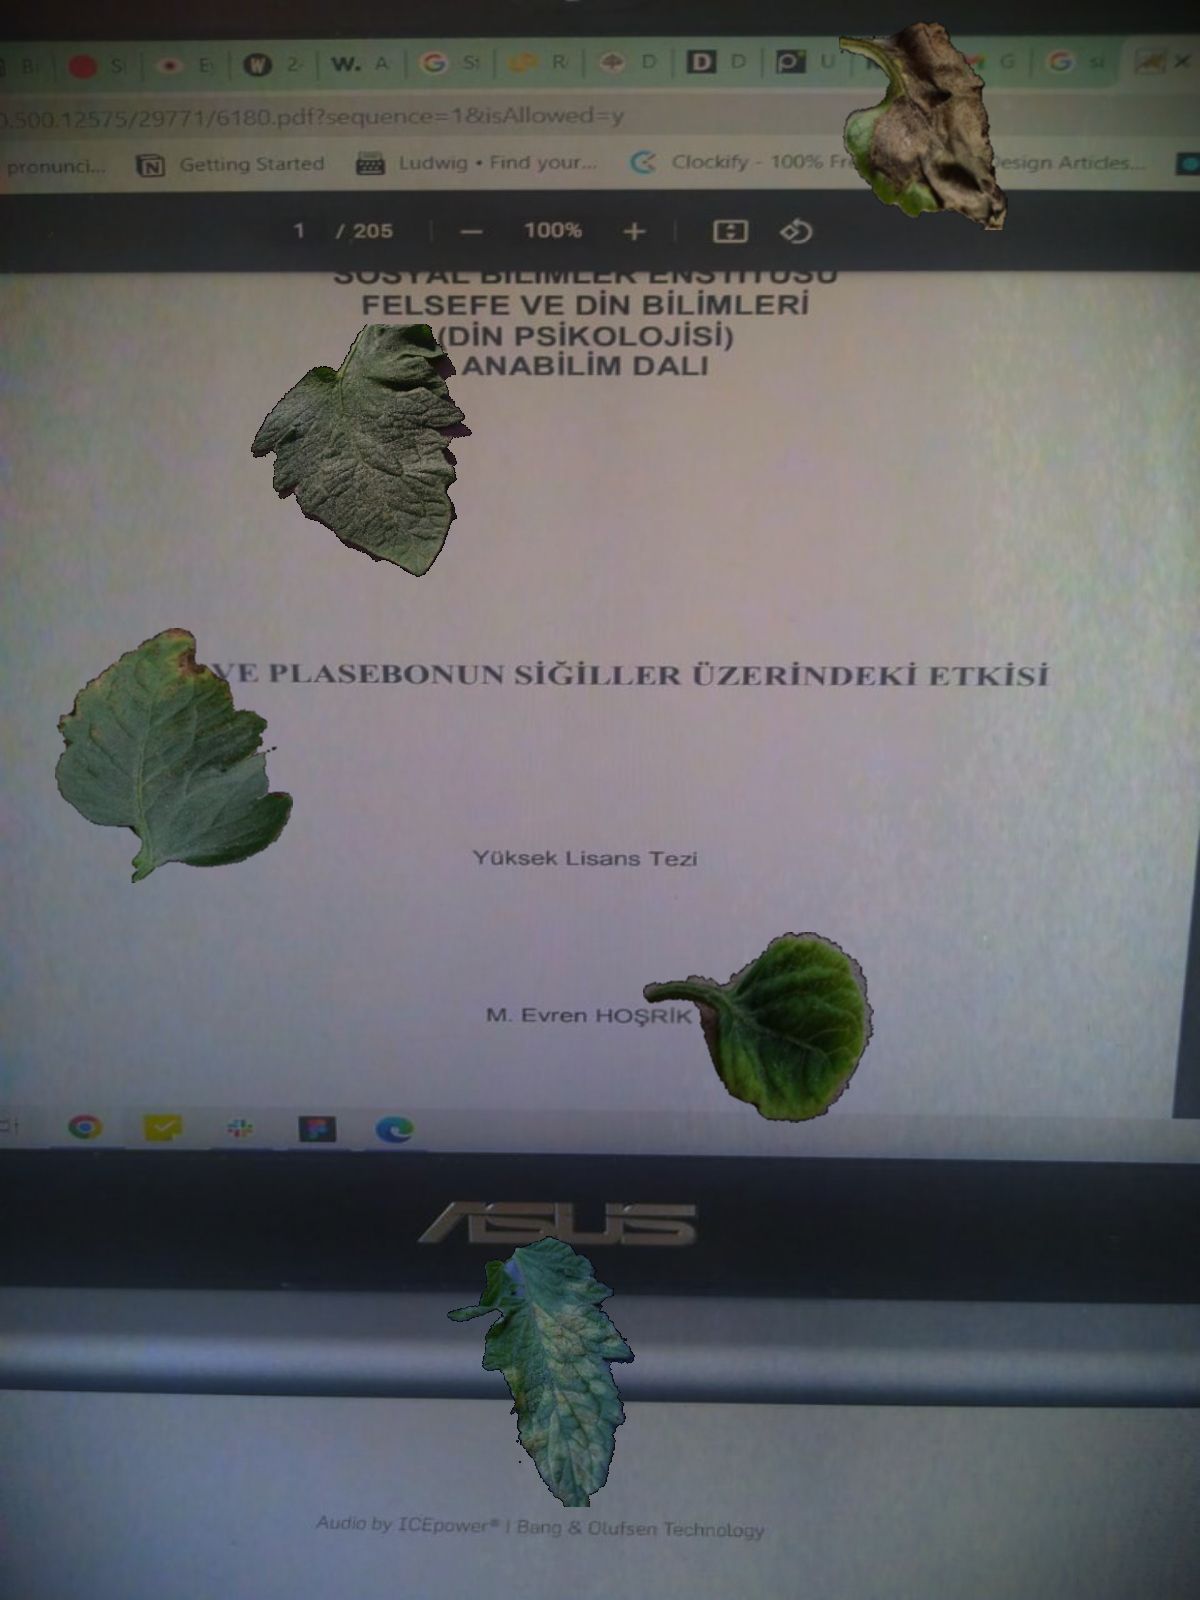 B S E 2 W. A G S R D D D P U G G si X
0.500.12575/29771/6180.pdf?sequence=1&isAllowed=y
pronunci... Getting Started Ludwig • Find your... Clockify - 100% Fr Design Articles...
1 / 205 — 100% +
SOSYAL BİLİMLER ENSTİTÜSÜ
FELSEFE VE DİN BİLİMLERİ
(DİN PSİKOLOJİSİ)
ANABİLİM DALI
VE PLASEBONUN SİĞİLLER ÜZERİNDEKİ ETKİSİ
Yüksek Lisans Tezi
M. Evren HOŞRİK
ASUS
Audio by ICEpower® | Bang & Olufsen Technology